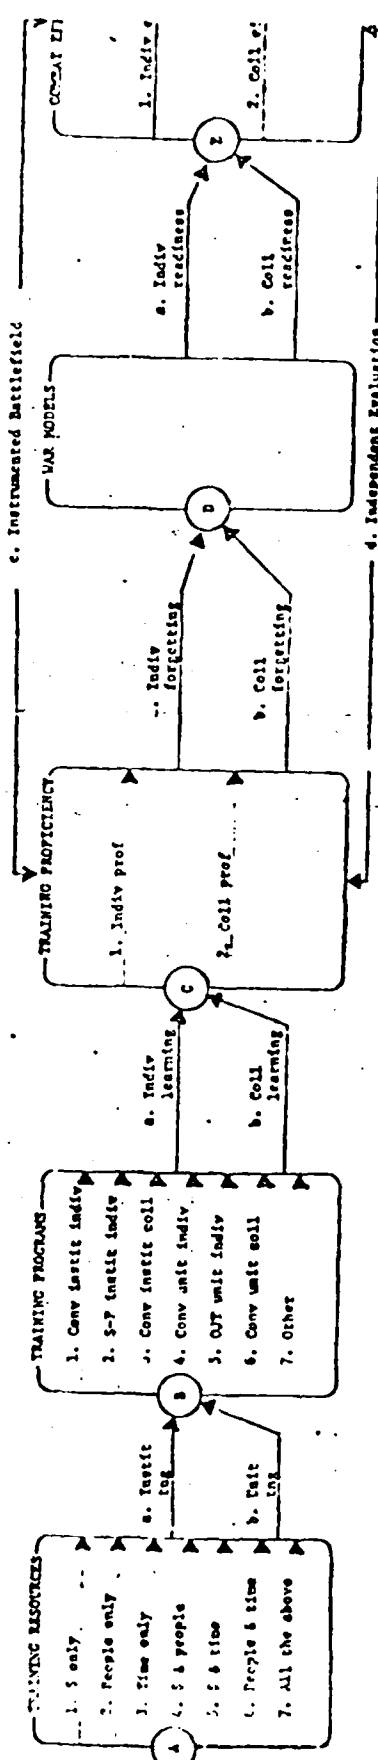 TRAINING RESOURCES
A
1. $ only
2. People only
3. Time only
4. $ & people
5. $ & time
6. People & time
7. All the above
a. Instit
tng
b. Unit
tng
TRAINING PROGRAMS
B
1. Conv instit indiv
2. S-P instit indiv
3. Conv instit coll
4. Conv unit indiv
5. OJT unit indiv
6. Conv unit coll
7. Other
a. Indiv
learning
b. Coll
learning
TRAINING PROFICIENCY
C
1. Indiv prof
2. Coll prof
a. Indiv
forgetting
b. Coll
forgetting
WAR MODELS
D
a. Indiv
readiness
b. Coll
readiness
COMBAT EFF
E
1. Indiv e
2. Coll ef
c. Instrumented Battlefield
d. Independent Evaluation